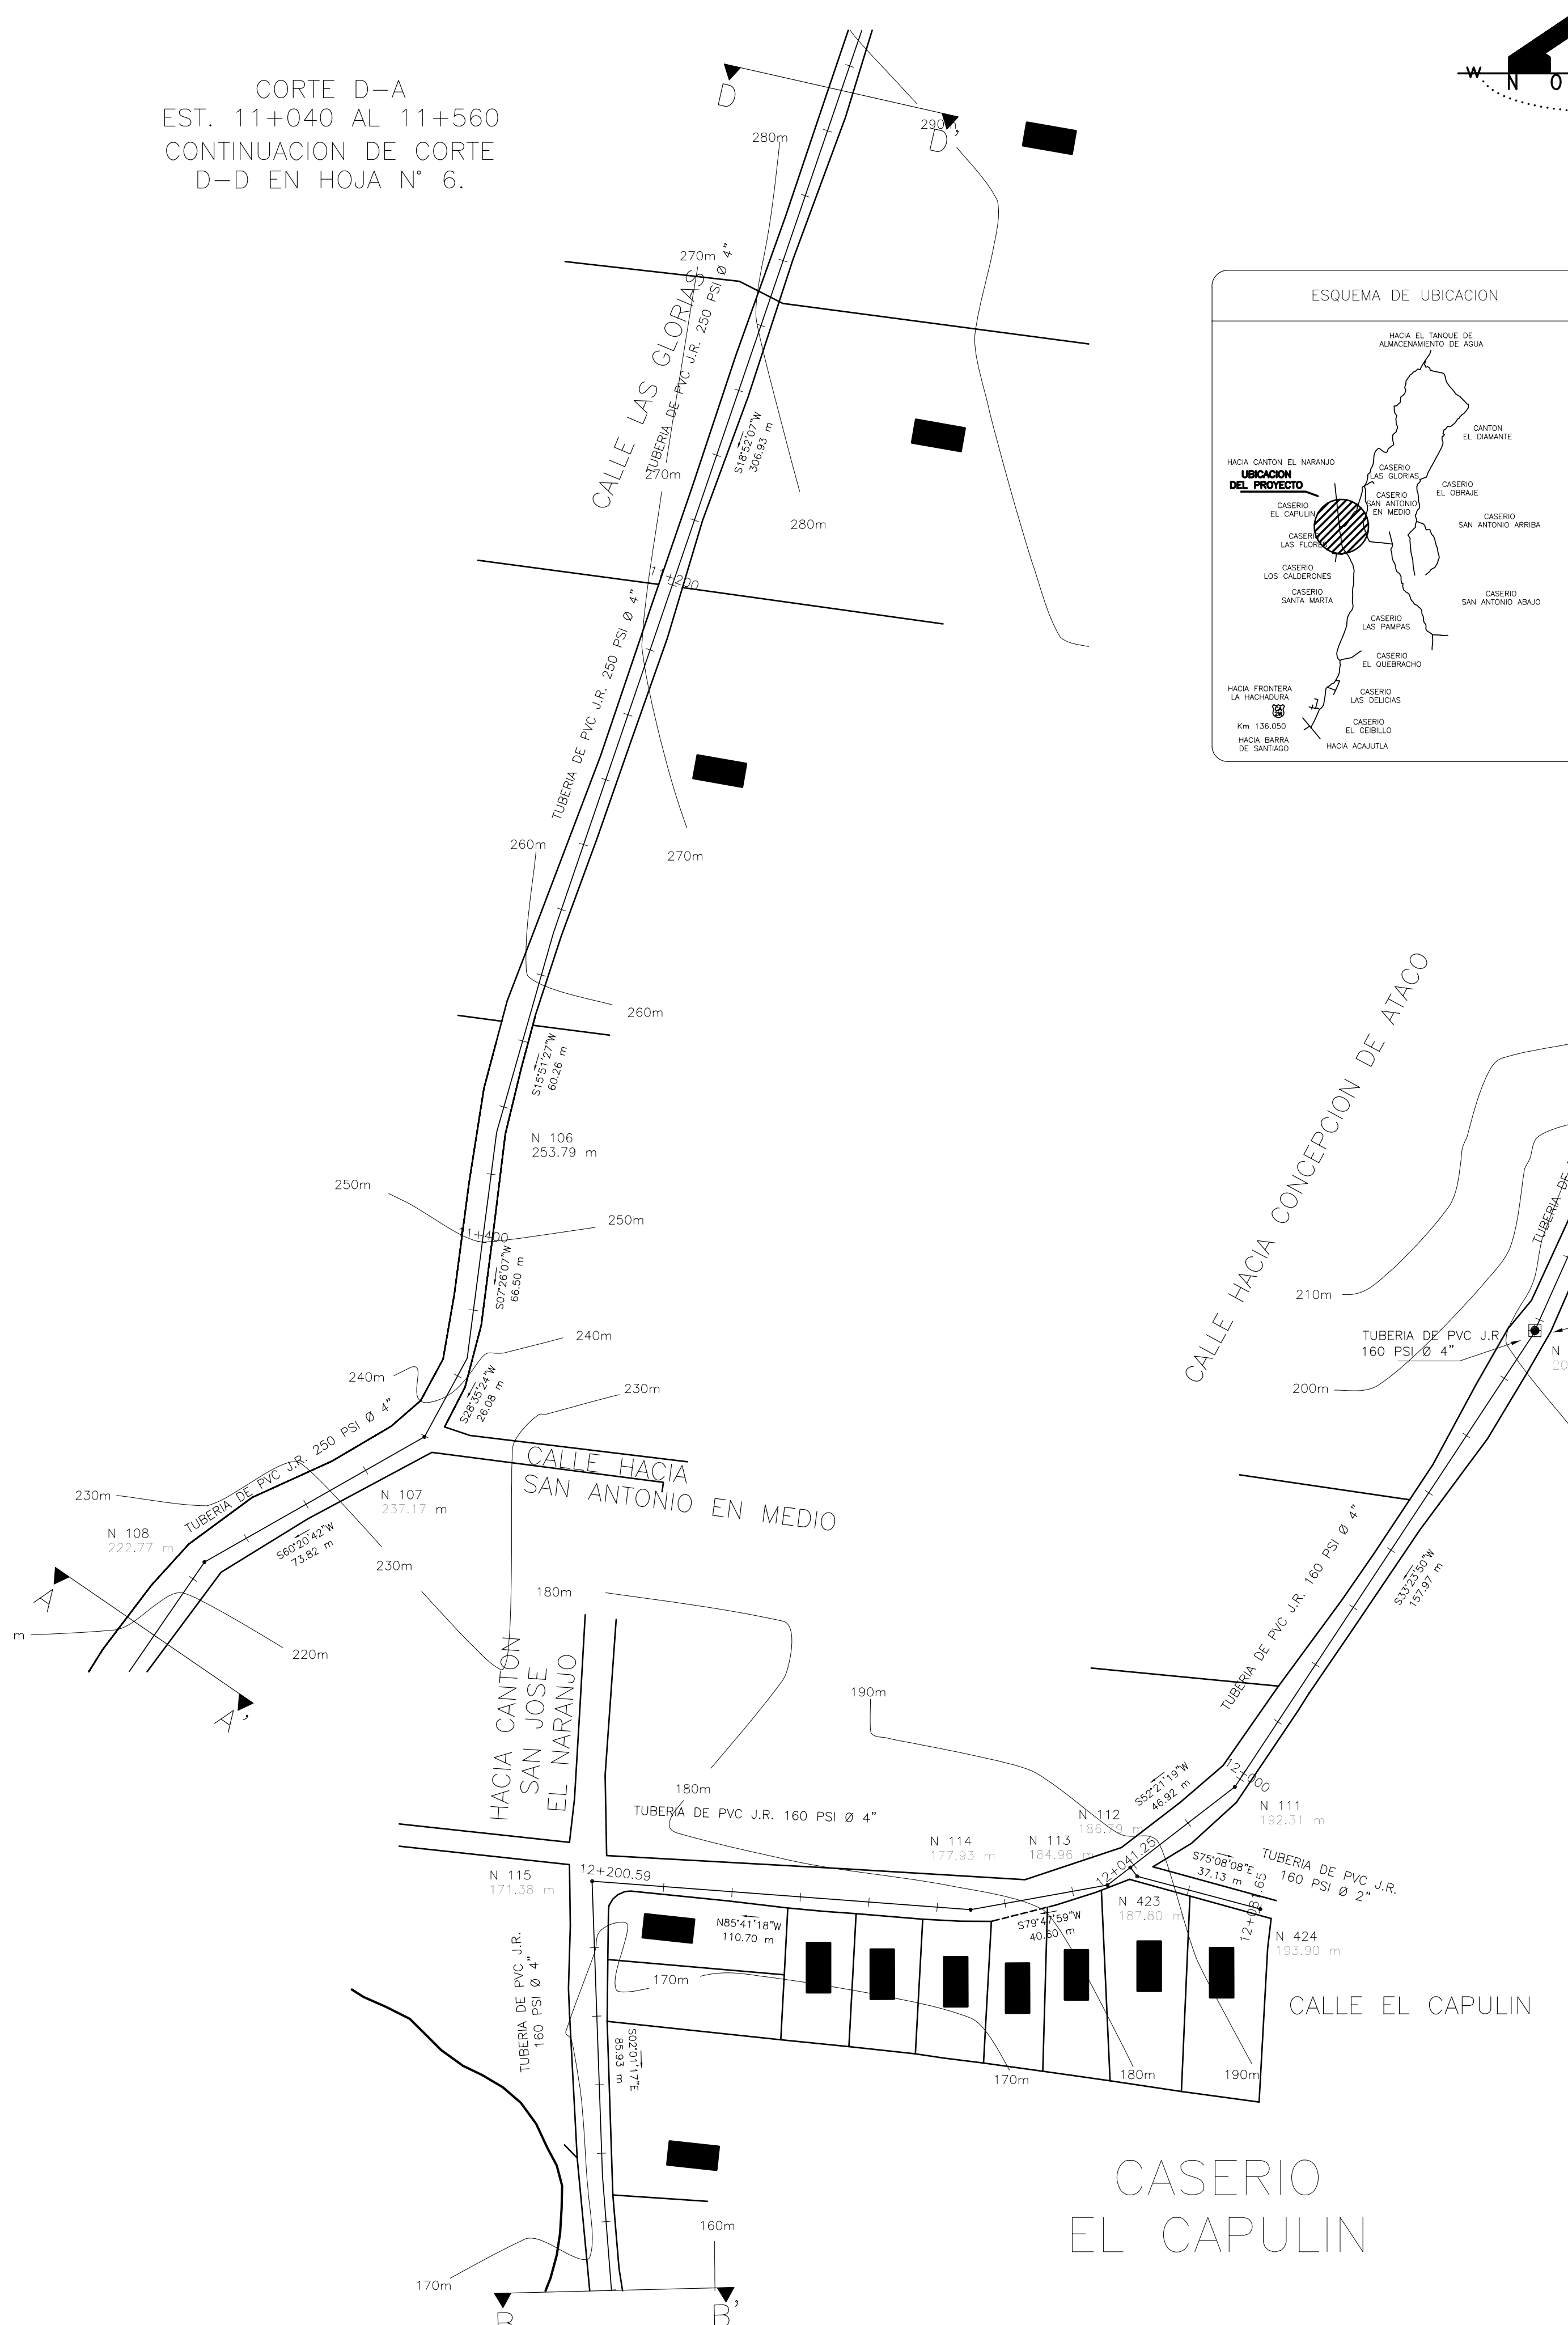 CORTE D-A
EST. 11+040 AL 11+560
CONTINUACION DE CORTE
D-D EN HOJA N° 6.
D
D'
W
N O
290m
280m
270m
CALLE LAS GLORIAS
TUBERIA DE PVC J.R. 250 PSI Ø 4"
S18°52'07"W
306.93 m
270m
280m
11+200
TUBERIA DE PVC J.R. 250 PSI Ø 4"
260m
270m
260m
S15°51'27"W
60.26 m
N 106
253.79 m
250m
250m
11+400
S07°26'07"W
66.50 m
240m
240m
S28°35'24"W
26.08 m
230m
CALLE HACIA
SAN ANTONIO EN MEDIO
TUBERIA DE PVC J.R. 250 PSI Ø 4"
230m
N 107
237.17 m
N 108
222.77 m
S60°20'42"W
73.82 m
230m
A
A'
m
220m
ESQUEMA DE UBICACION
HACIA EL TANQUE DE
ALMACENAMIENTO DE AGUA
CANTON
EL DIAMANTE
HACIA CANTON EL NARANJO
UBICACION
DEL PROYECTO
CASERIO
LAS GLORIAS
CASERIO
EL OBRAJE
CASERIO
SAN ANTONIO
EN MEDIO
CASERIO
EL CAPULIN
CASERIO
SAN ANTONIO ARRIBA
CASERIO
LAS FLORES
CASERIO
LOS CALDERONES
CASERIO
SANTA MARTA
CASERIO
SAN ANTONIO ABAJO
CASERIO
LAS PAMPAS
CASERIO
EL QUEBRACHO
HACIA FRONTERA
LA HACHADURA
CASERIO
LAS DELICIAS
Km 136.050
CASERIO
EL CEIBILLO
HACIA BARRA
DE SANTIAGO
HACIA ACAJUTLA
CALLE HACIA CONCEPCION DE ATACO
TUBERIA DE
210m
TUBERIA DE PVC J.R.
160 PSI Ø 4"
N
20
200m
S33°23'50"W
157.97 m
TUBERIA DE PVC J.R. 160 PSI Ø 4"
180m
HACIA CANTON
SAN JOSE
EL NARANJO
190m
180m
TUBERIA DE PVC J.R. 160 PSI Ø 4"
S52°21'19"W
46.92 m
12+000
N 111
192.31 m
N 112
186.79 m
N 113
184.96 m
N 114
177.93 m
12+041.25
S75°08'08"E
37.13 m
TUBERIA DE PVC J.R.
160 PSI Ø 2"
N 115
171.38 m
12+200.59
N 423
187.80 m
12+081.65
N 424
193.90 m
N85°41'18"W
110.70 m
S79°47'59"W
40.60 m
TUBERIA DE PVC J.R.
160 PSI Ø 4"
170m
S02°01'17"E
85.93 m
170m
180m
190m
CALLE EL CAPULIN
CASERIO
EL CAPULIN
160m
170m
B
B'